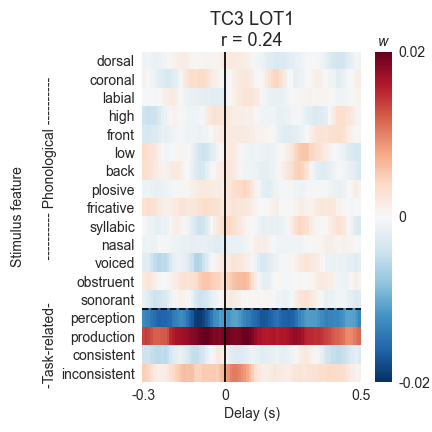 TC3 LOT1
r = 0.24
w
Stimulus feature
---------- Phonological ----------
-Task-related-
dorsal
coronal
labial
high
front
low
back
plosive
fricative
syllabic
nasal
voiced
obstruent
sonorant
perception
production
consistent
inconsistent
0.02
0
-0.02
-0.3 0 0.5
Delay (s)